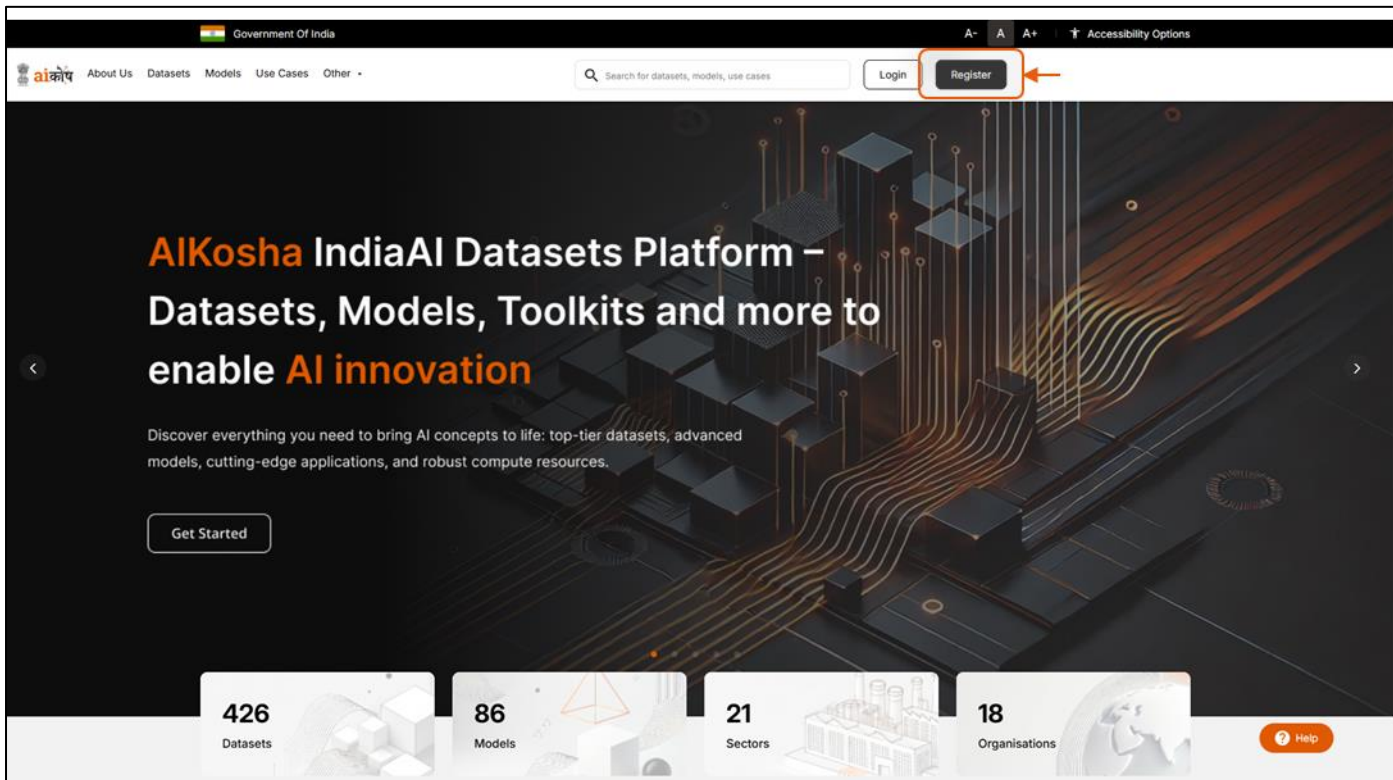 Government Of India
A- A A+ Accessibility Options
aiकोष About Us Datasets Models Use Cases Other
Search for datasets, models, use cases
Login
Register
AIKosha IndiaAI Datasets Platform –
Datasets, Models, Toolkits and more to
enable AI innovation
Discover everything you need to bring AI concepts to life: top-tier datasets, advanced
models, cutting-edge applications, and robust compute resources.
Get Started
426
Datasets
86
Models
21
Sectors
18
Organisations
? Help